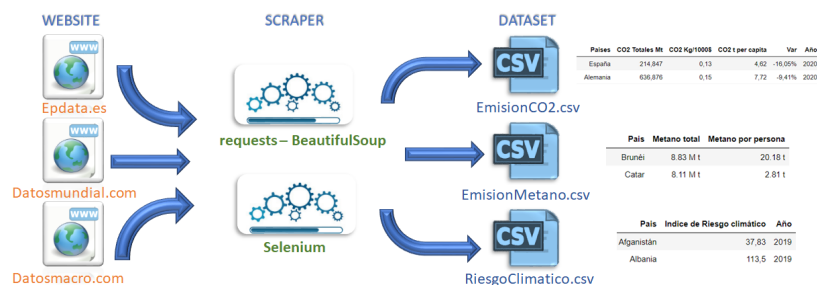 WEBSITE
SCRAPER
DATASET
WWW
Epdata.es
WWW
Datosmundial.com
WWW
Datosmacro.com
requests – BeautifulSoup
Selenium
CSV
EmisionCO2.csv
CSV
EmisionMetano.csv
CSV
RiesgoClimatico.csv
Paises CO2 Totales Mt CO2 Kg/1000$ CO2 t per capita Var Año
España 214,847 0,13 4,62 -16,05% 2020
Alemania 636,876 0,15 7,72 -9,41% 2020
Pais Metano total Metano por persona
Brunéi 8.83 M t 20.18 t
Catar 8.11 M t 2.81 t
País Indice de Riesgo climático Año
Afganistán 37,83 2019
Albania 113,5 2019